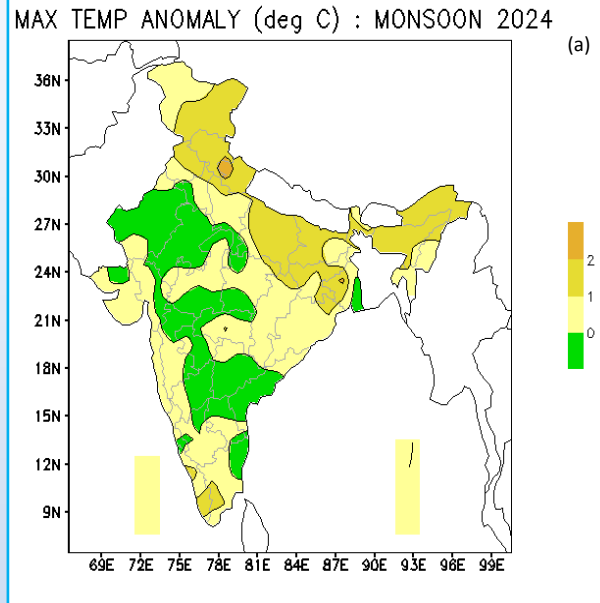 MAX TEMP ANOMALY (deg C) : MONSOON 2024
(a)
36N
33N
30N
27N
24N
21N
18N
15N
12N
9N
2
1
0
69E 72E 75E 78E 81E 84E 87E 90E 93E 96E 99E